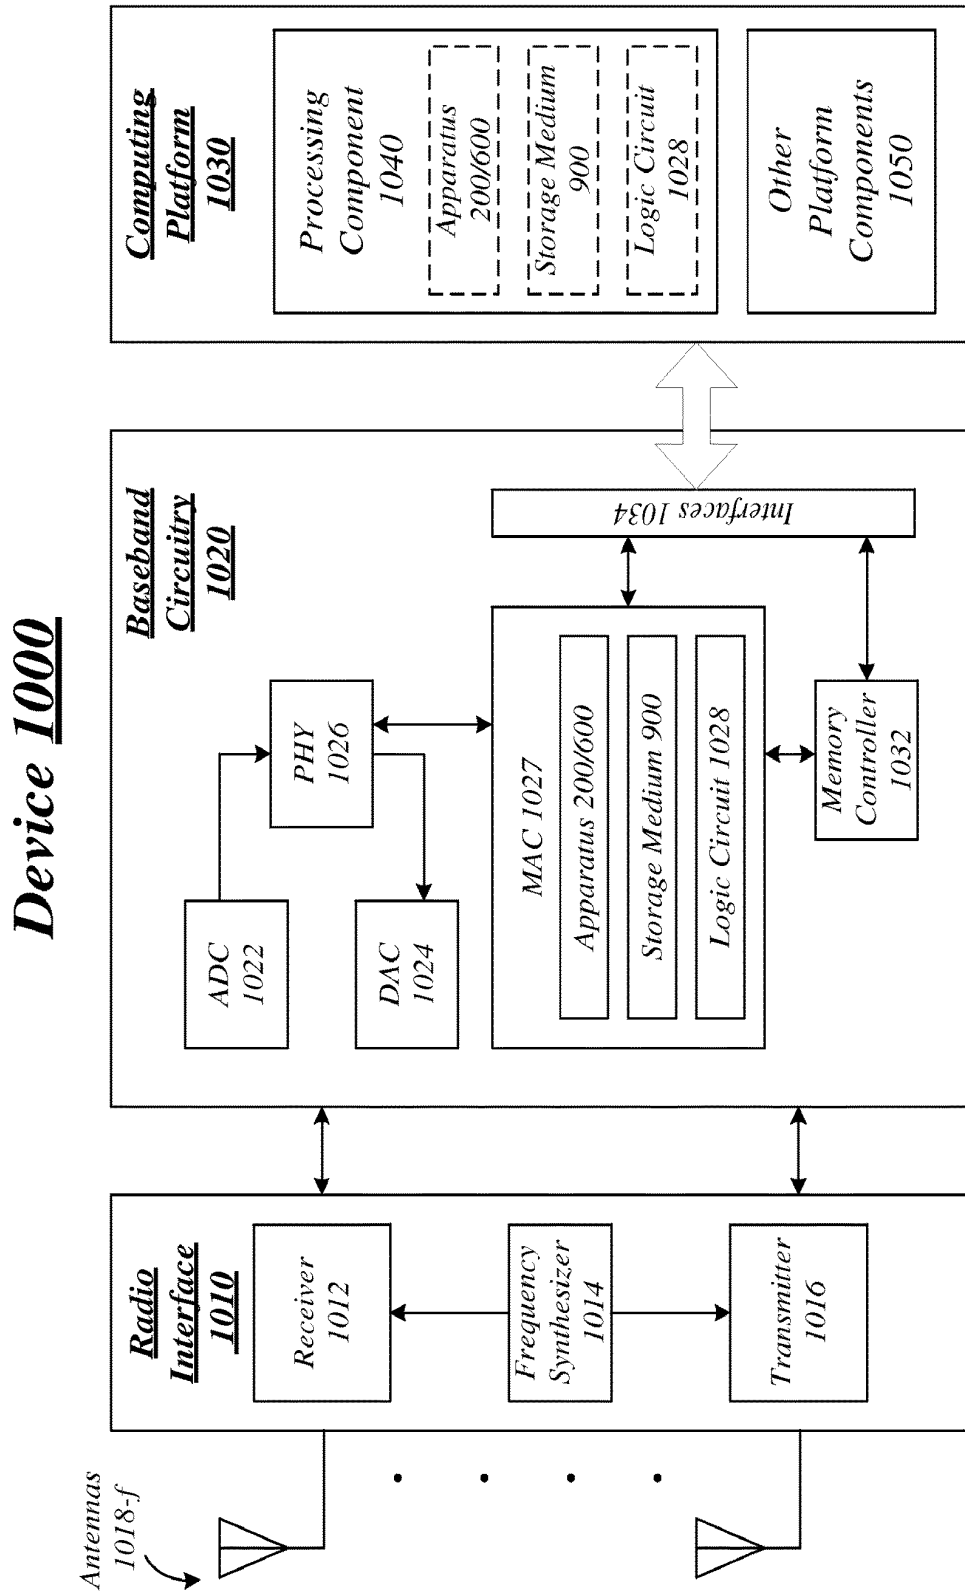 Device 1000
Antennas
1018-f
Radio
Interface
1010
Receiver
1012
Frequency
Synthesizer
1014
Transmitter
1016
Baseband
Circuitry
1020
ADC
1022
PHY
1026
DAC
1024
MAC 1027
Apparatus 200/600
Storage Medium 900
Logic Circuit 1028
Memory
Controller
1032
Interfaces 1034
Computing
Platform
1030
Processing
Component
1040
Apparatus
200/600
Storage Medium
900
Logic Circuit
1028
Other
Platform
Components
1050